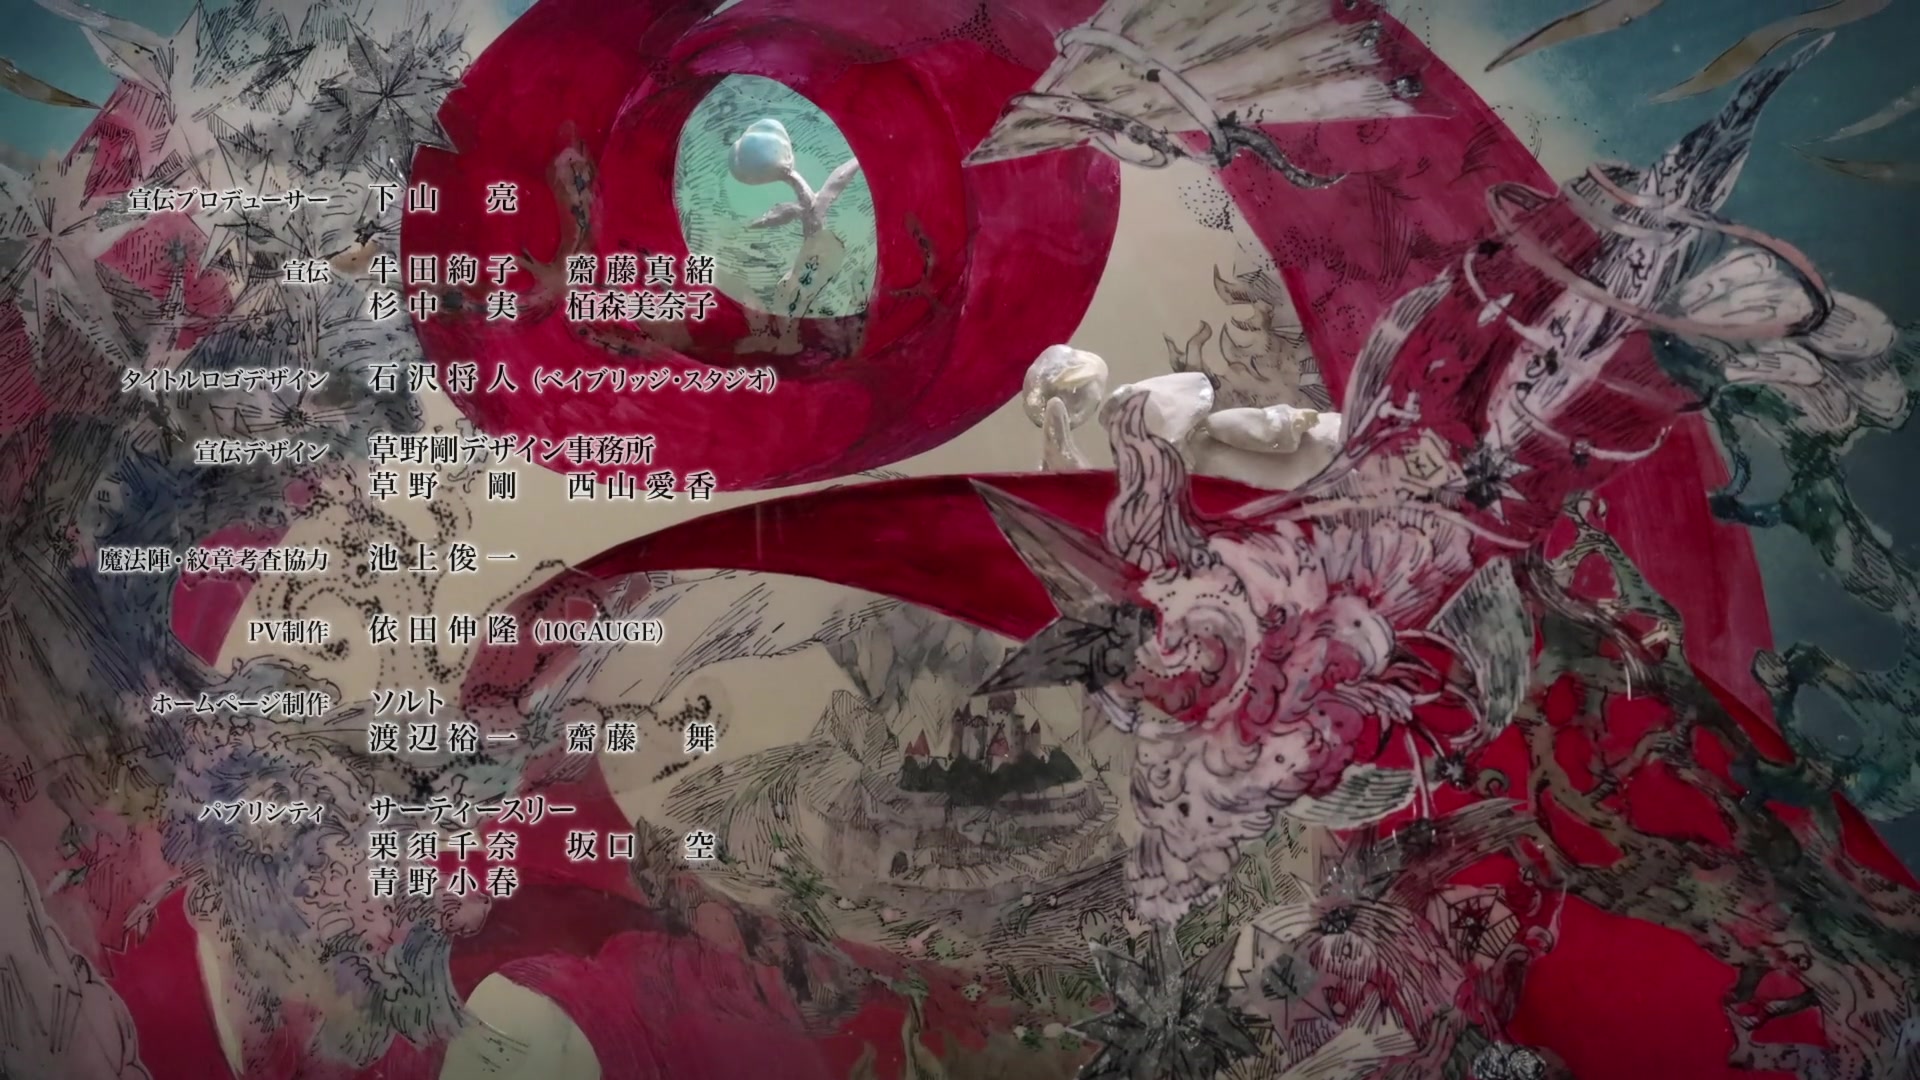 宣伝プロデューサー 下山 亮
宣伝 牛田絢子 齋藤真緒
杉中 実 栢森美奈子
タイトルロゴデザイン 石沢将人（ベイブリッジ・スタジオ）
宣伝デザイン 草野剛デザイン事務所
草野 剛 西山愛香
魔法陣・紋章考査協力 池上俊一
PV制作 依田伸隆（10GAUGE）
ホームページ制作 ソルト
渡辺裕一 齋藤 舞
パブリシティ サーティースリー
栗須千奈 坂口 空
青野小春